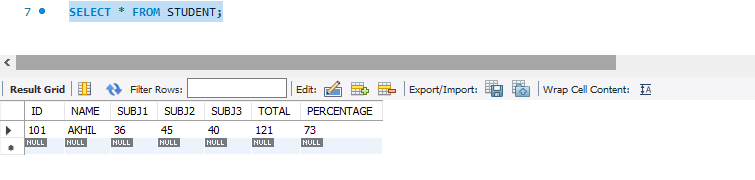 7 SELECT * FROM STUDENT;
Result Grid Filter Rows: Edit: Export/Import: Wrap Cell Content: IA
ID NAME SUBJ1 SUBJ2 SUBJ3 TOTAL PERCENTAGE
101 AKHIL 36 45 40 121 73
NULL NULL NULL NULL NULL NULL NULL